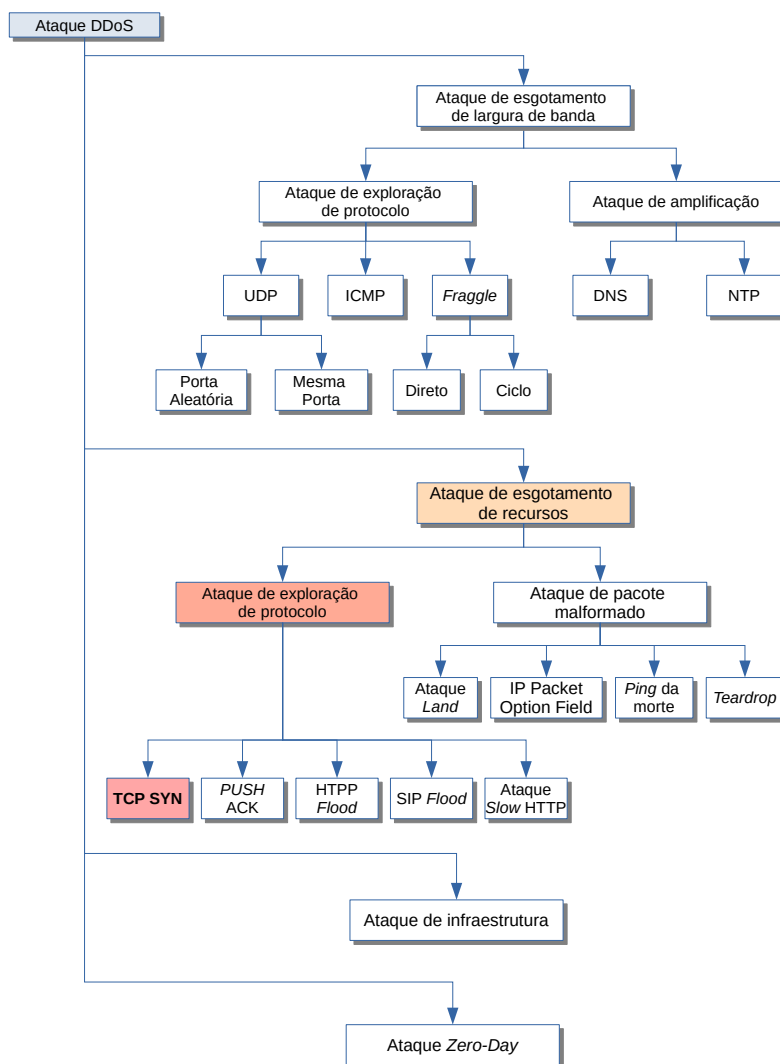 Ataque DDoS
Ataque de esgotamento
de largura de banda
Ataque de exploração
de protocolo
Ataque de amplificação
UDP
ICMP
Fraggle
DNS
NTP
Porta
Aleatória
Mesma
Porta
Direto
Ciclo
Ataque de esgotamento
de recursos
Ataque de exploração
de protocolo
Ataque de pacote
malformado
Ataque
Land
IP Packet
Option Field
Ping da
morte
Teardrop
TCP SYN
PUSH
ACK
HTPP
Flood
SIP Flood
Ataque
Slow HTTP
Ataque de infraestrutura
Ataque Zero-Day